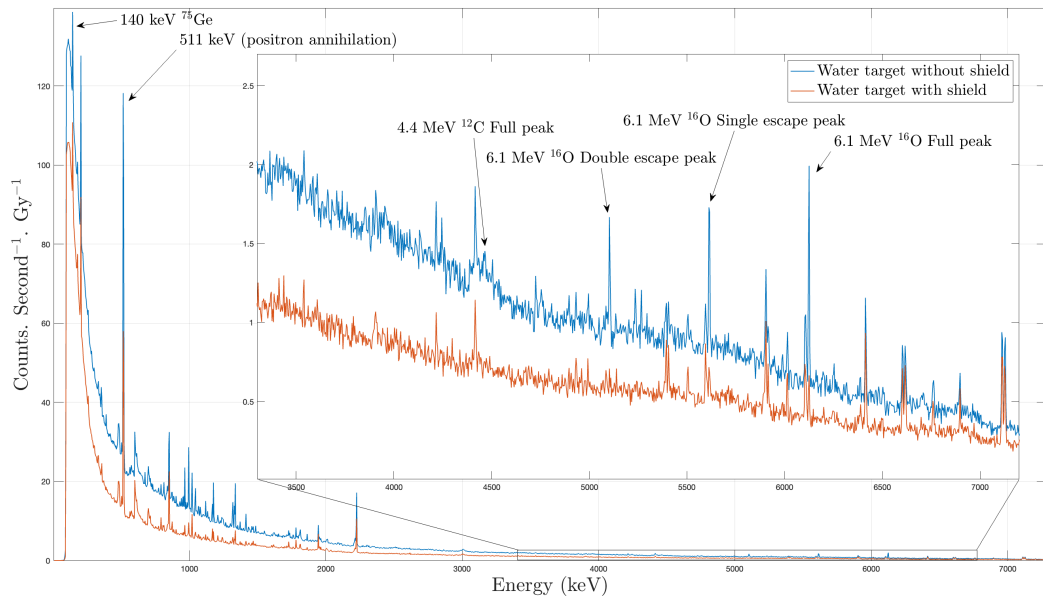 140 keV ⁷⁵Ge
511 keV (positron annihilation)
Water target without shield
Water target with shield
4.4 MeV ¹²C Full peak
6.1 MeV ¹⁶O Single escape peak
6.1 MeV ¹⁶O Double escape peak
6.1 MeV ¹⁶O Full peak
2.5
2
1.5
1
0.5
3500 4000 4500 5000 5500 6000 6500 7000
Counts. Second⁻¹. Gy⁻¹
120
100
80
60
40
20
0
1000 2000 3000 4000 5000 6000 7000
Energy (keV)